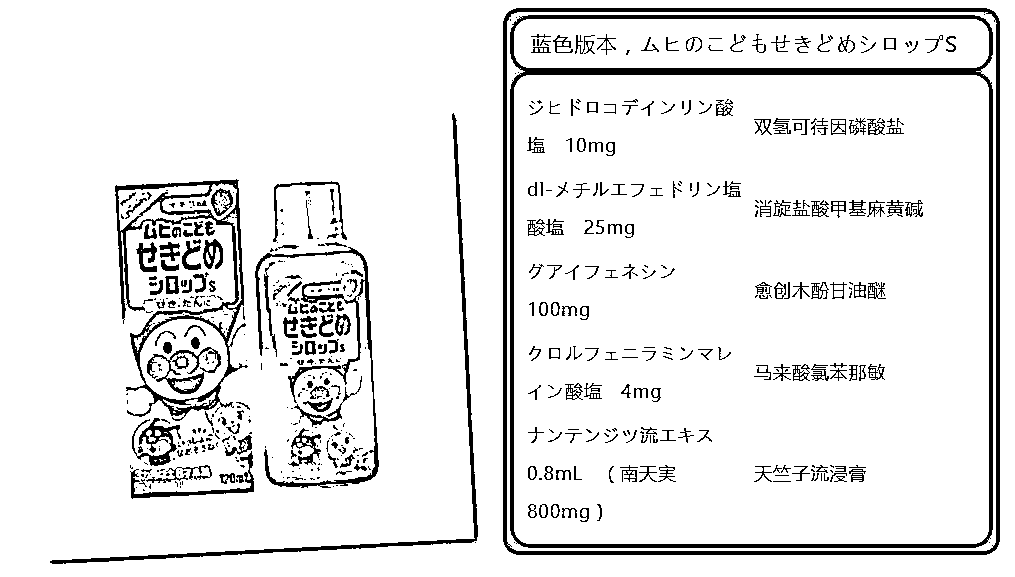 ムヒのこども
せきどめ
シロップS
せき・たんに
120mL
ムヒのこども
せきどめ
シロップS
せき・たんに
蓝色版本，ムヒのこどもせきどめシロップS
ジヒドロコデインリン酸
塩　10mg
双氢可待因磷酸盐
dl-メチルエフェドリン塩
酸塩　25mg
消旋盐酸甲基麻黄碱
グアイフェネシン
100mg
愈创木酚甘油醚
クロルフェニラミンマレ
イン酸塩　4mg
马来酸氯苯那敏
ナンテンジツ流エキス
0.8mL　（南天実
800mg）
天竺子流浸膏